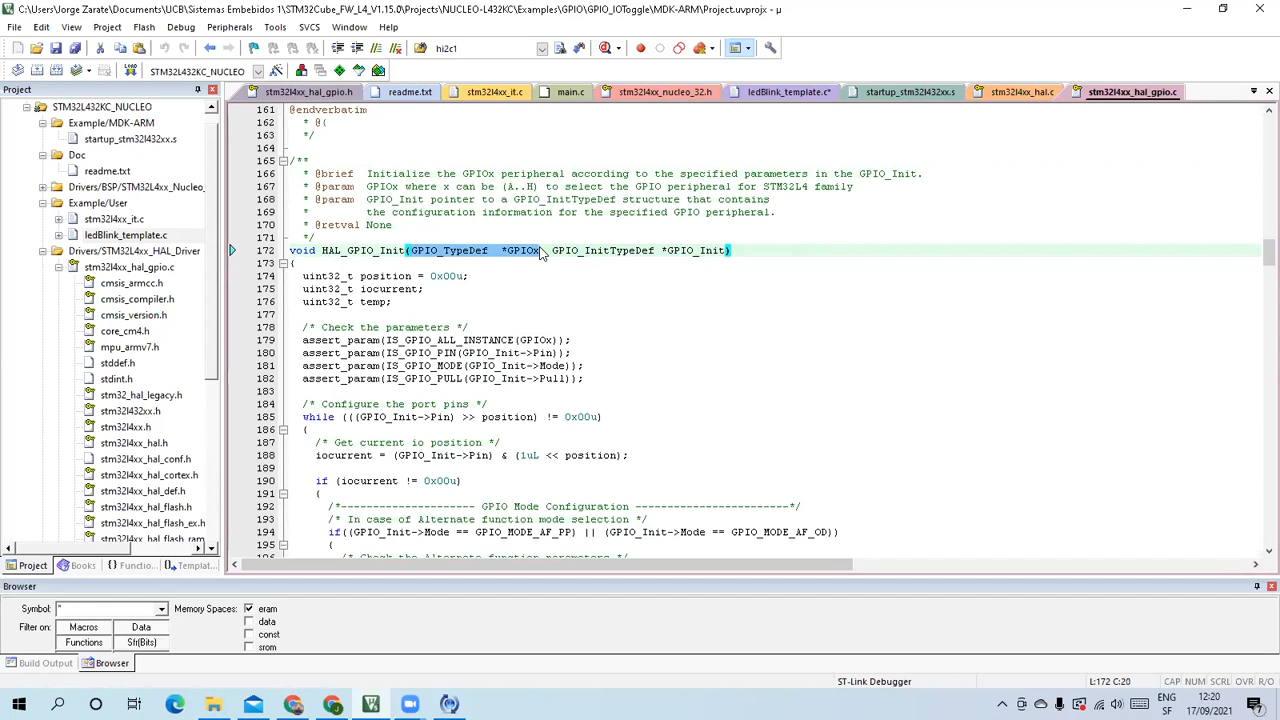 C:\Users\Jorge Zarate\Documents\UCB\Sistemas Embebidos I\STM32Cube_FW_L4_V1.15.0\Projects\NUCLEO-L432KC\Examples\GPIO\GPIO_IOToggle\MDK-ARM\Project.uvprojx - µ
File Edit View Project Flash Debug Peripherals Tools SVCS Window Help
hi2c1
STM32L432KC_NUCLEO
Project
stm32l4xx_hal_gpio.h readme.txt stm32l4xx_it.c main.c stm32l4xx_nucleo_32.h ledBlink_template.c* startup_stm32l432xx.s stm32l4xx_hal.c stm32l4xx_hal_gpio.c
STM32L432KC_NUCLEO
Example/MDK-ARM
startup_stm32l432xx.s
Doc
readme.txt
Drivers/BSP/STM32L4xx_Nucleo_
Example/User
stm32l4xx_it.c
ledBlink_template.c
Drivers/STM32L4xx_HAL_Driver
stm32l4xx_hal_gpio.c
cmsis_armcc.h
cmsis_compiler.h
cmsis_version.h
core_cm4.h
mpu_armv7.h
stddef.h
stdint.h
stm32_hal_legacy.h
stm32l432xx.h
stm32l4xx.h
stm32l4xx_hal.h
stm32l4xx_hal_conf.h
stm32l4xx_hal_cortex.h
stm32l4xx_hal_def.h
stm32l4xx_hal_flash.h
stm32l4xx_hal_flash_ex.h
stm32l4xx_hal_flash_ram
Project Books {} Functio... Templat...
161 @endverbatim
162 * @{
163 */
164
165 /**
166 * @brief Initialize the GPIOx peripheral according to the specified parameters in the GPIO_Init.
167 * @param GPIOx where x can be (A..H) to select the GPIO peripheral for STM32L4 family
168 * @param GPIO_Init pointer to a GPIO_InitTypeDef structure that contains
169 * the configuration information for the specified GPIO peripheral.
170 * @retval None
171 */
172 void HAL_GPIO_Init(GPIO_TypeDef *GPIOx, GPIO_InitTypeDef *GPIO_Init)
173 {
174 uint32_t position = 0x00u;
175 uint32_t iocurrent;
176 uint32_t temp;
177
178 /* Check the parameters */
179 assert_param(IS_GPIO_ALL_INSTANCE(GPIOx));
180 assert_param(IS_GPIO_PIN(GPIO_Init->Pin));
181 assert_param(IS_GPIO_MODE(GPIO_Init->Mode));
182 assert_param(IS_GPIO_PULL(GPIO_Init->Pull));
183
184 /* Configure the port pins */
185 while (((GPIO_Init->Pin) >> position) != 0x00u)
186 {
187 /* Get current io position */
188 iocurrent = (GPIO_Init->Pin) & (1uL << position);
189
190 if (iocurrent != 0x00u)
191 {
192 /*--------------------- GPIO Mode Configuration ------------------------*/
193 /* In case of Alternate function mode selection */
194 if((GPIO_Init->Mode == GPIO_MODE_AF_PP) || (GPIO_Init->Mode == GPIO_MODE_AF_OD))
195 {
196 /* Check the Alternate function parameters */
Browser
Symbol: * Memory Spaces: eram
Filter on: Macros Data data
Functions Sfr(Bits) const
srom
Build Output Browser
ST-Link Debugger L:172 C:20 CAP NUM SCRL OVR R/O
ENG
SF
12:20
17/09/2021
7